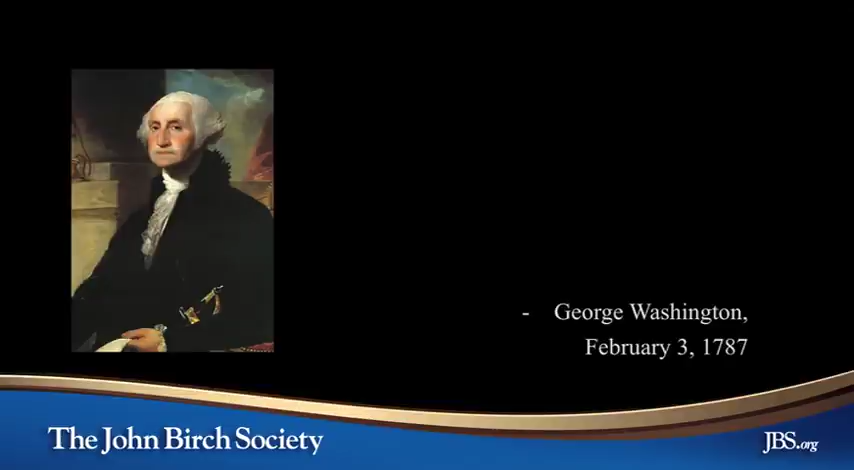 - George Washington,
February 3, 1787
The John Birch Society
JBS.org